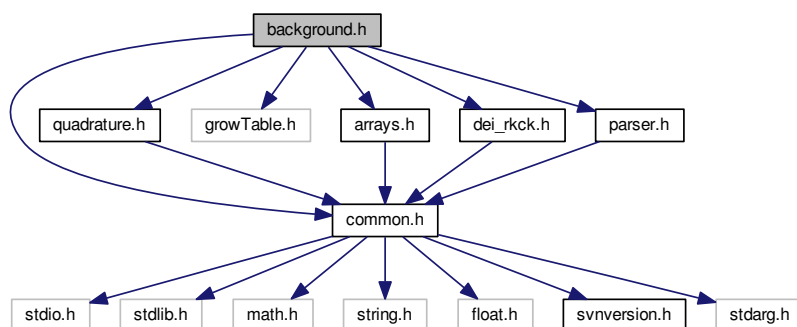 background.h
quadrature.h
growTable.h
arrays.h
dei_rkck.h
parser.h
common.h
stdio.h
stdlib.h
math.h
string.h
float.h
svnversion.h
stdarg.h